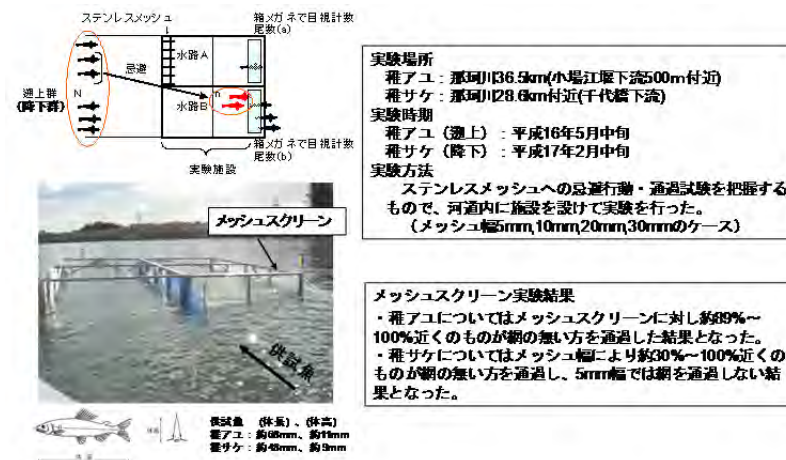 ステンレスメッシュ
箱メガネで目視計数
尾数(a)
水路A
忌避
遡上群
(降下群)
N
n
水路B
箱メガネで目視計数
尾数(b)
実験施設
メッシュスクリーン
供試魚
供試魚 (体長)、(体高)
稚アユ:約68mm、約11mm
稚サケ:約48mm、約9mm
実験場所
稚アユ:那珂川36.5km(小場江堰下流500m付近)
稚サケ:那珂川28.6km付近(千代橋下流)
実験時期
稚アユ(遡上):平成16年5月中旬
稚サケ(降下):平成17年2月中旬
実験方法
ステンレスメッシュへの忌避行動・通過試験を把握する
もので、河道内に施設を設けて実験を行った。
(メッシュ幅5mm,10mm,20mm,30mmのケース)
メッシュスクリーン実験結果
・稚アユについてはメッシュスクリーンに対し約89%~
100%近くのものが網の無い方を通過した結果となった。
・稚サケについてはメッシュ幅により約30%~100%近くの
ものが網の無い方を通過し、5mm幅では網を通過しない結
果となった。